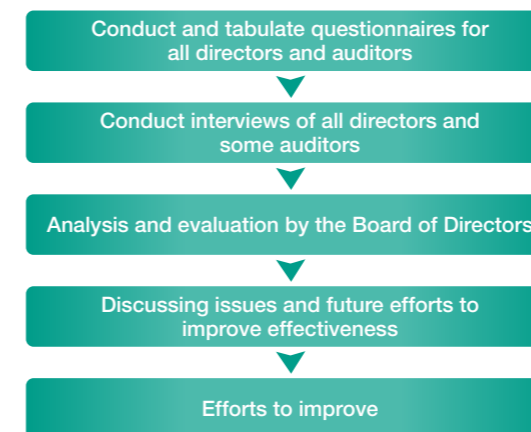 Conduct and tabulate questionnaires for
all directors and auditors
Conduct interviews of all directors and
some auditors
Analysis and evaluation by the Board of Directors
Discussing issues and future efforts to
improve effectiveness
Efforts to improve